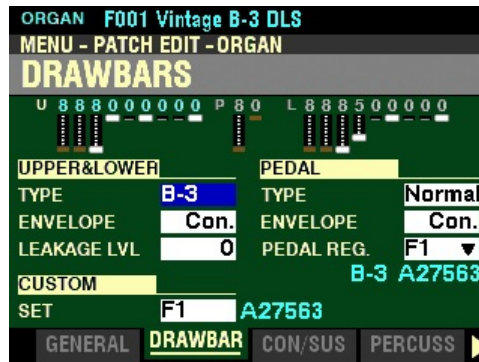 ORGAN F001 Vintage B-3 DLS
MENU - PATCH EDIT - ORGAN
DRAWBARS
U 888000000 P 80 L 888500000
UPPER&LOWER PEDAL
TYPE B-3 TYPE Normal
ENVELOPE Con. ENVELOPE Con.
LEAKAGE LVL 0 PEDAL REG. F1 ▼
B-3 A27563
CUSTOM
SET F1 A27563
GENERAL DRAWBAR CON/SUS PERCUSS